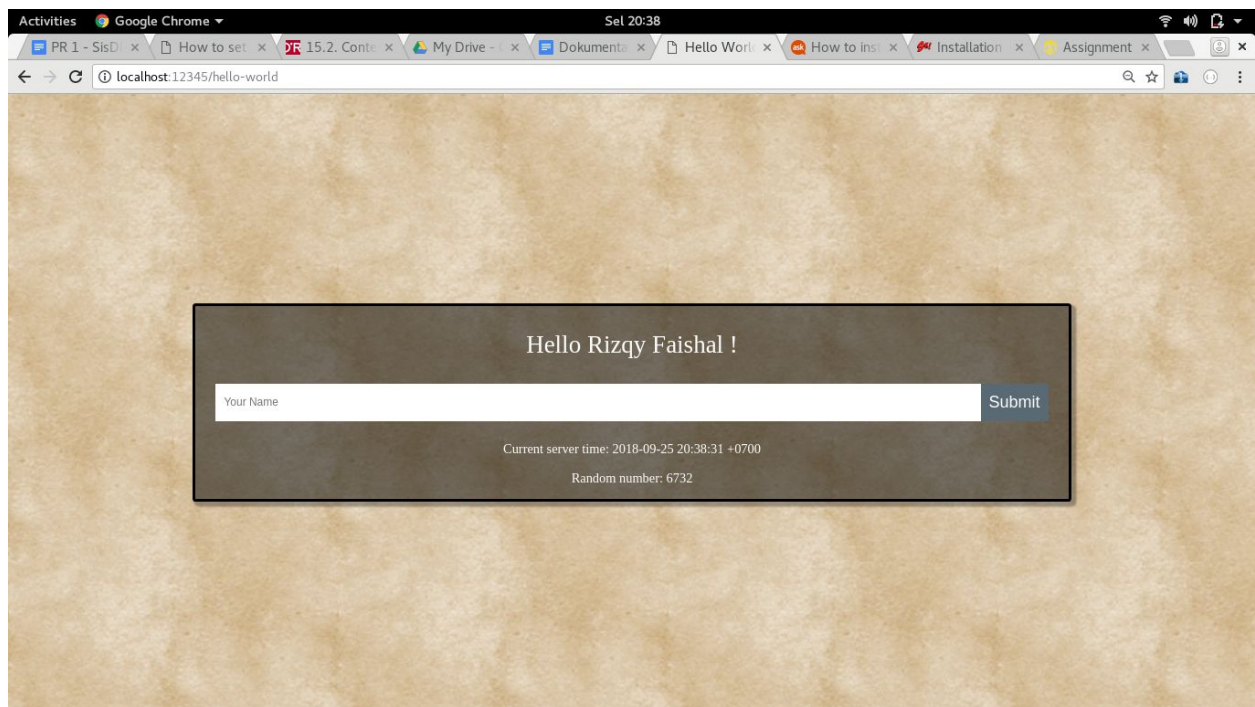 Activities Google Chrome Sel 20:38
PR 1 - SisDi How to set 15.2. Conte My Drive - Dokumenta Hello Worl How to inst Installation Assignment
localhost:12345/hello-world
Hello Rizqy Faishal !
Your Name Submit
Current server time: 2018-09-25 20:38:31 +0700
Random number: 6732